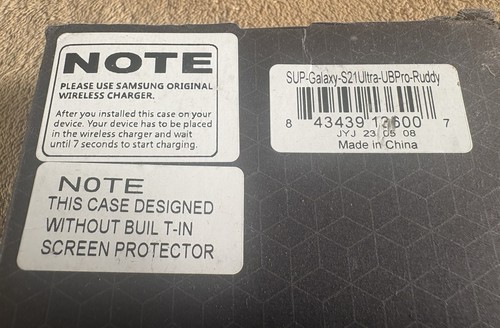 NOTE
PLEASE USE SAMSUNG ORIGINAL
WIRELESS CHARGER.
After you installed this case on your
device. Your device has to be placed
in the wireless charger and wait
until 7 seconds to start charging.
NOTE
THIS CASE DESIGNED
WITHOUT BUIL T-IN
SCREEN PROTECTOR
SUP-Galaxy-S21Ultra-UBPro-Ruddy
8 43439 13600 7
JYJ 23 05 08
Made in China